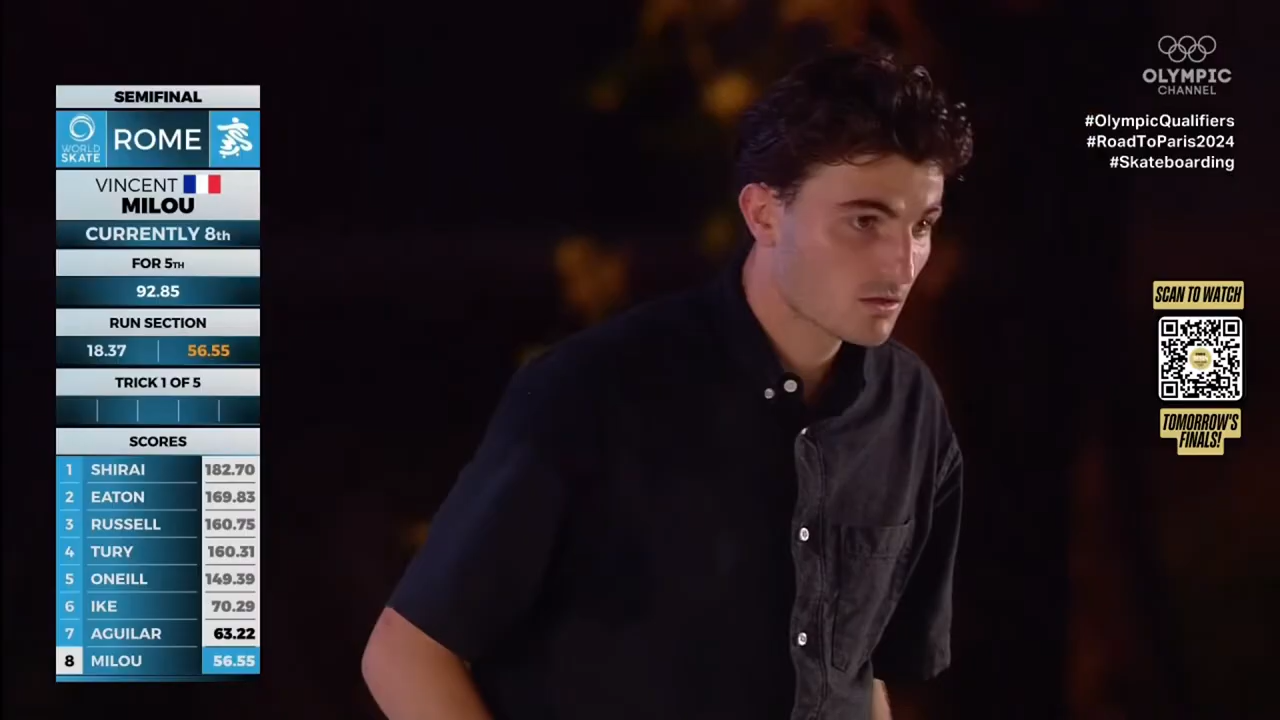 SEMIFINAL
WORLD
SKATE
ROME
VINCENT
MILOU
CURRENTLY 8th
FOR 5TH
92.85
RUN SECTION
18.37 56.55
TRICK 1 OF 5
SCORES
1 SHIRAI 182.70
2 EATON 169.83
3 RUSSELL 160.75
4 TURY 160.31
5 ONEILL 149.39
6 IKE 70.29
7 AGUILAR 63.22
8 MILOU 56.55
OLYMPIC
CHANNEL
#OlympicQualifiers
#RoadToParis2024
#Skateboarding
SCAN TO WATCH
TOMORROW'S
FINALS!